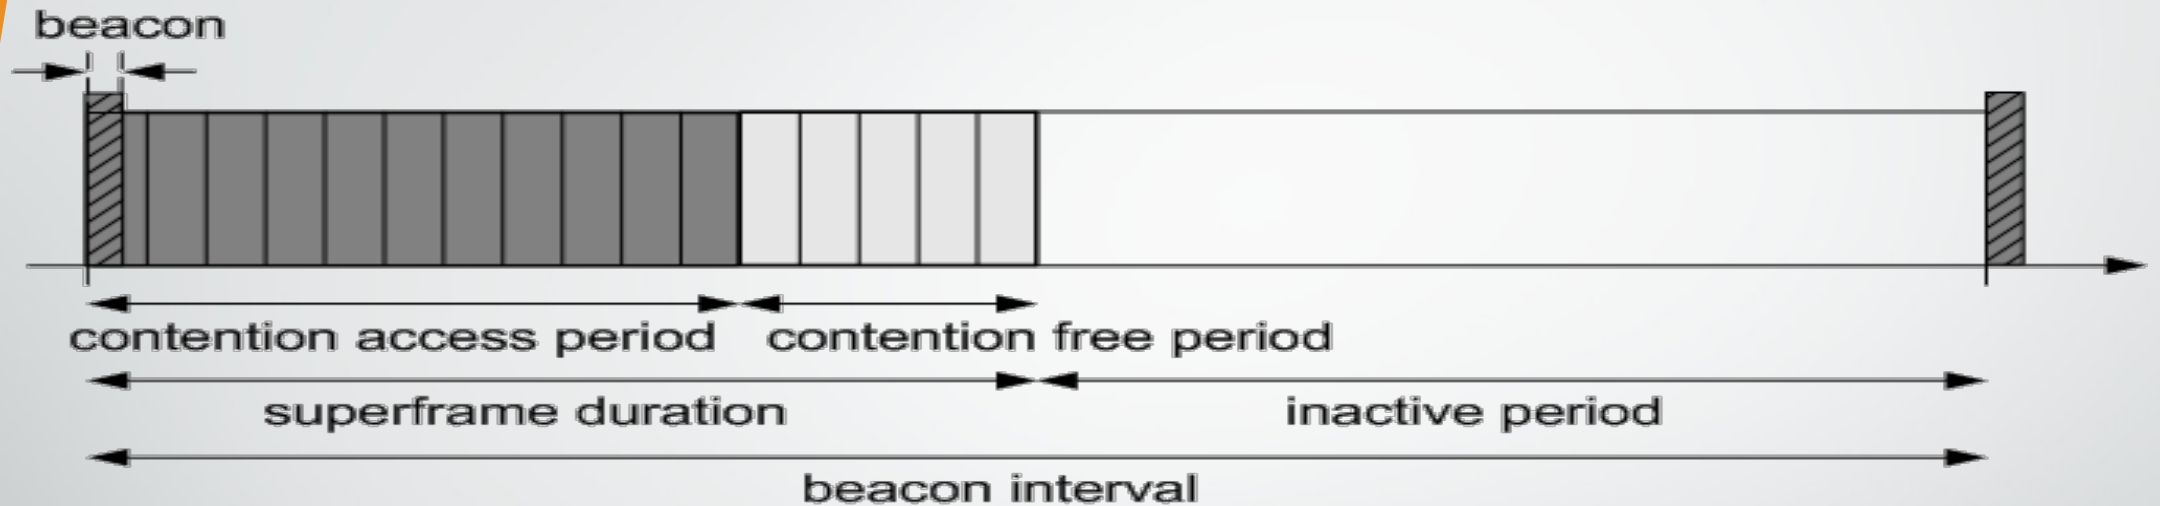 beacon
contention access period
contention free period
superframe duration
inactive period
beacon interval